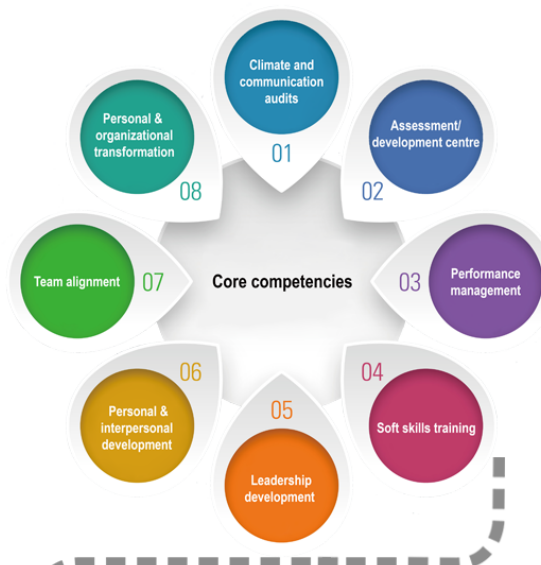 Climate and
communication
audits
01
Assessment/
development centre
02
Performance
management
03
Soft skills training
04
Leadership
development
05
Personal &
interpersonal
development
06
Team alignment
07
Personal &
organizational
transformation
08
Core competencies